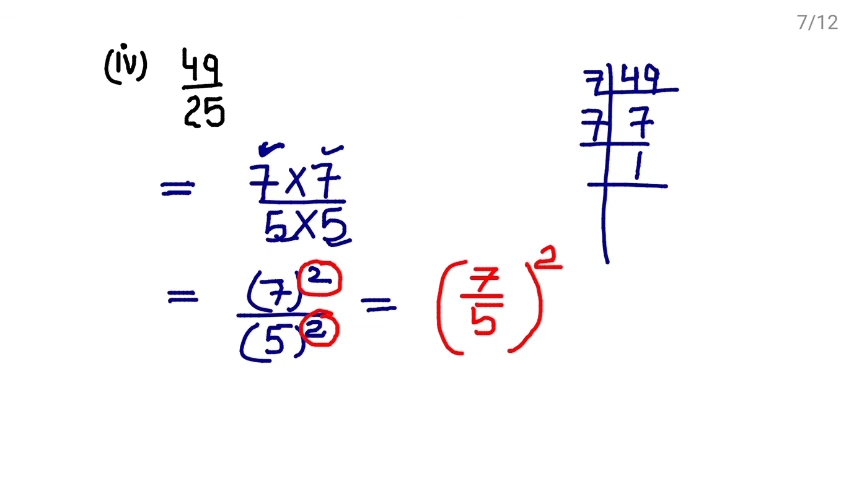 7/12
(iv) 49/25
= 7×7/5×5
= (7)²/(5)² = (7/5)²
7 | 49
7 | 7
1